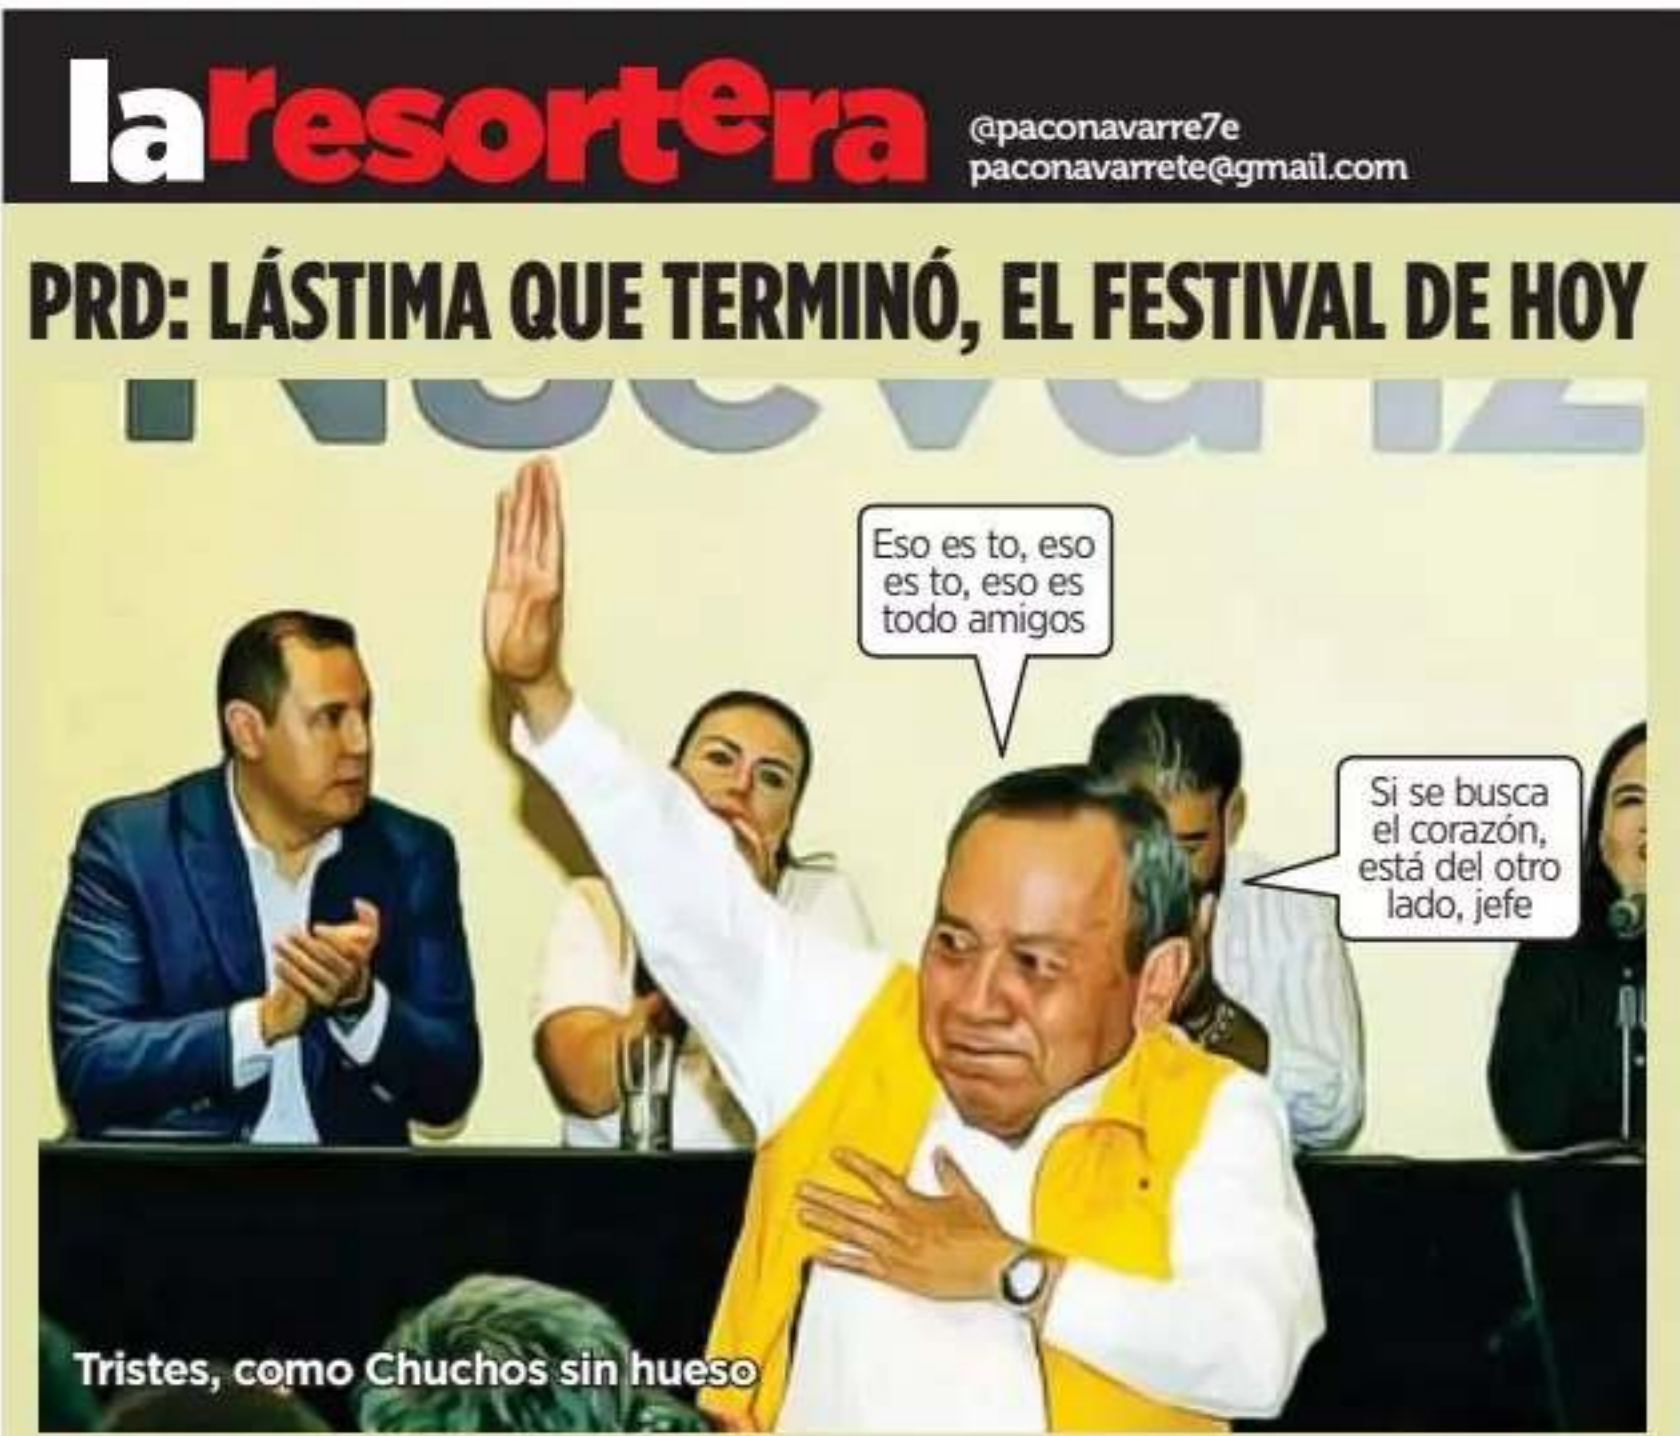 laresortera
@paconavarre7e
paconavarrete@gmail.com
PRD: LÁSTIMA QUE TERMINÓ, EL FESTIVAL DE HOY
Nueva Iz
Eso es to, eso
es to, eso es
todo amigos
Si se busca
el corazón,
está del otro
lado, jefe
Tristes, como Chuchos sin hueso